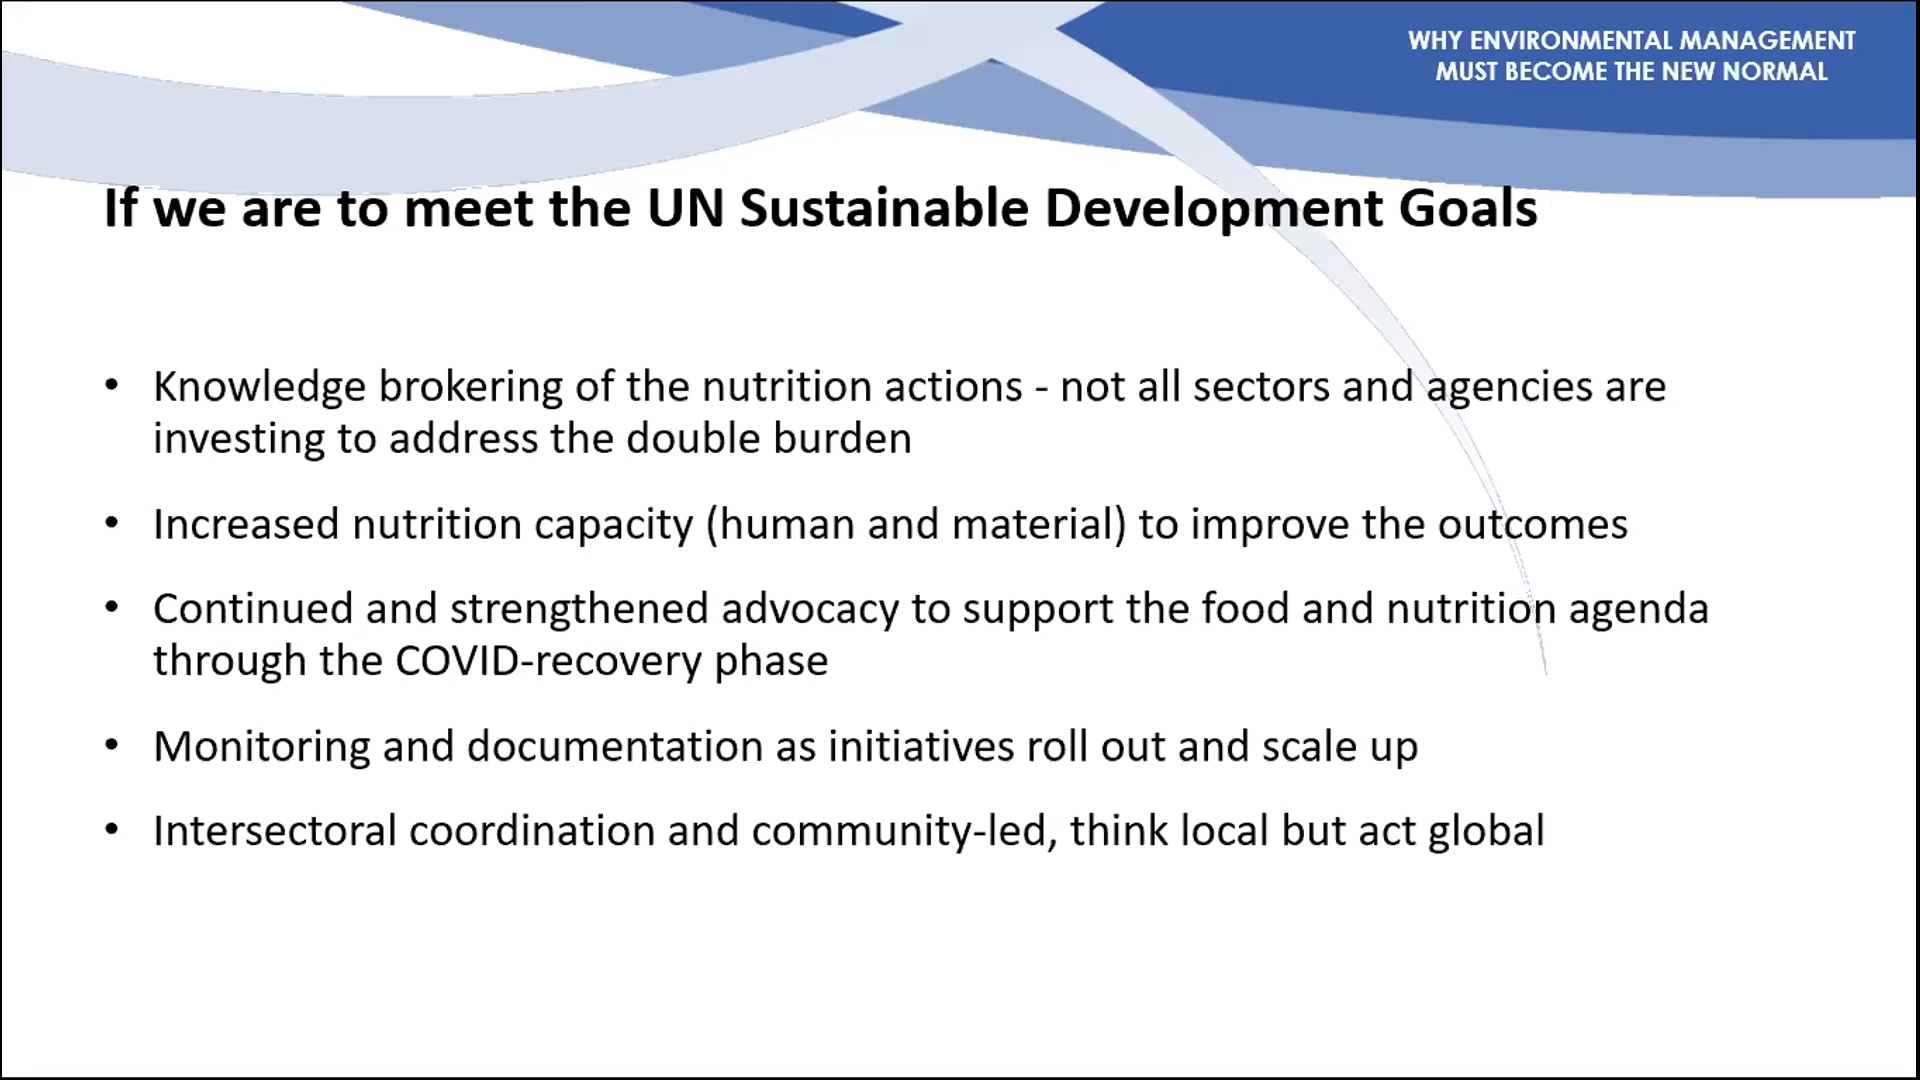 WHY ENVIRONMENTAL MANAGEMENT
MUST BECOME THE NEW NORMAL
If we are to meet the UN Sustainable Development Goals
• Knowledge brokering of the nutrition actions - not all sectors and agencies are
investing to address the double burden
• Increased nutrition capacity (human and material) to improve the outcomes
• Continued and strengthened advocacy to support the food and nutrition agenda
through the COVID-recovery phase
• Monitoring and documentation as initiatives roll out and scale up
• Intersectoral coordination and community-led, think local but act global